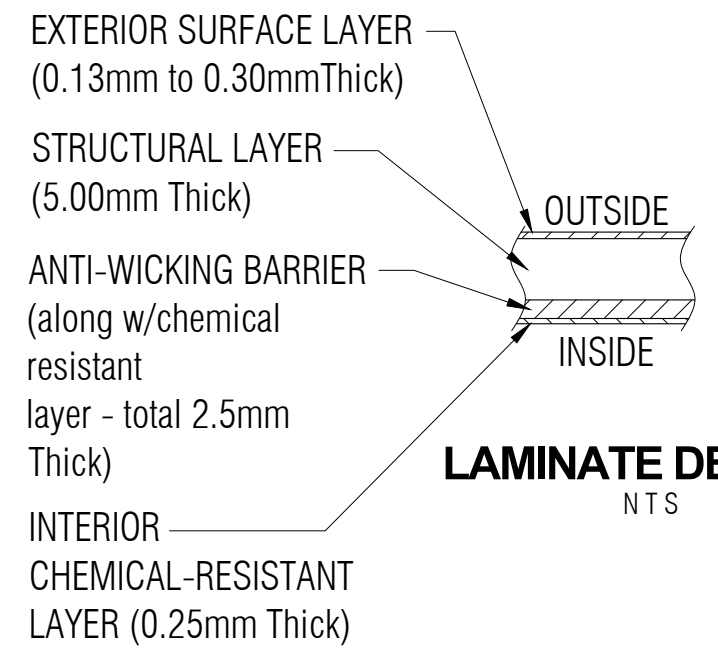 EXTERIOR SURFACE LAYER
(0.13mm to 0.30mmThick)
STRUCTURAL LAYER
(5.00mm Thick)
ANTI-WICKING BARRIER
(along w/chemical
resistant
layer - total 2.5mm
Thick)
INTERIOR
CHEMICAL-RESISTANT
LAYER (0.25mm Thick)
OUTSIDE
INSIDE
LAMINATE
NTS